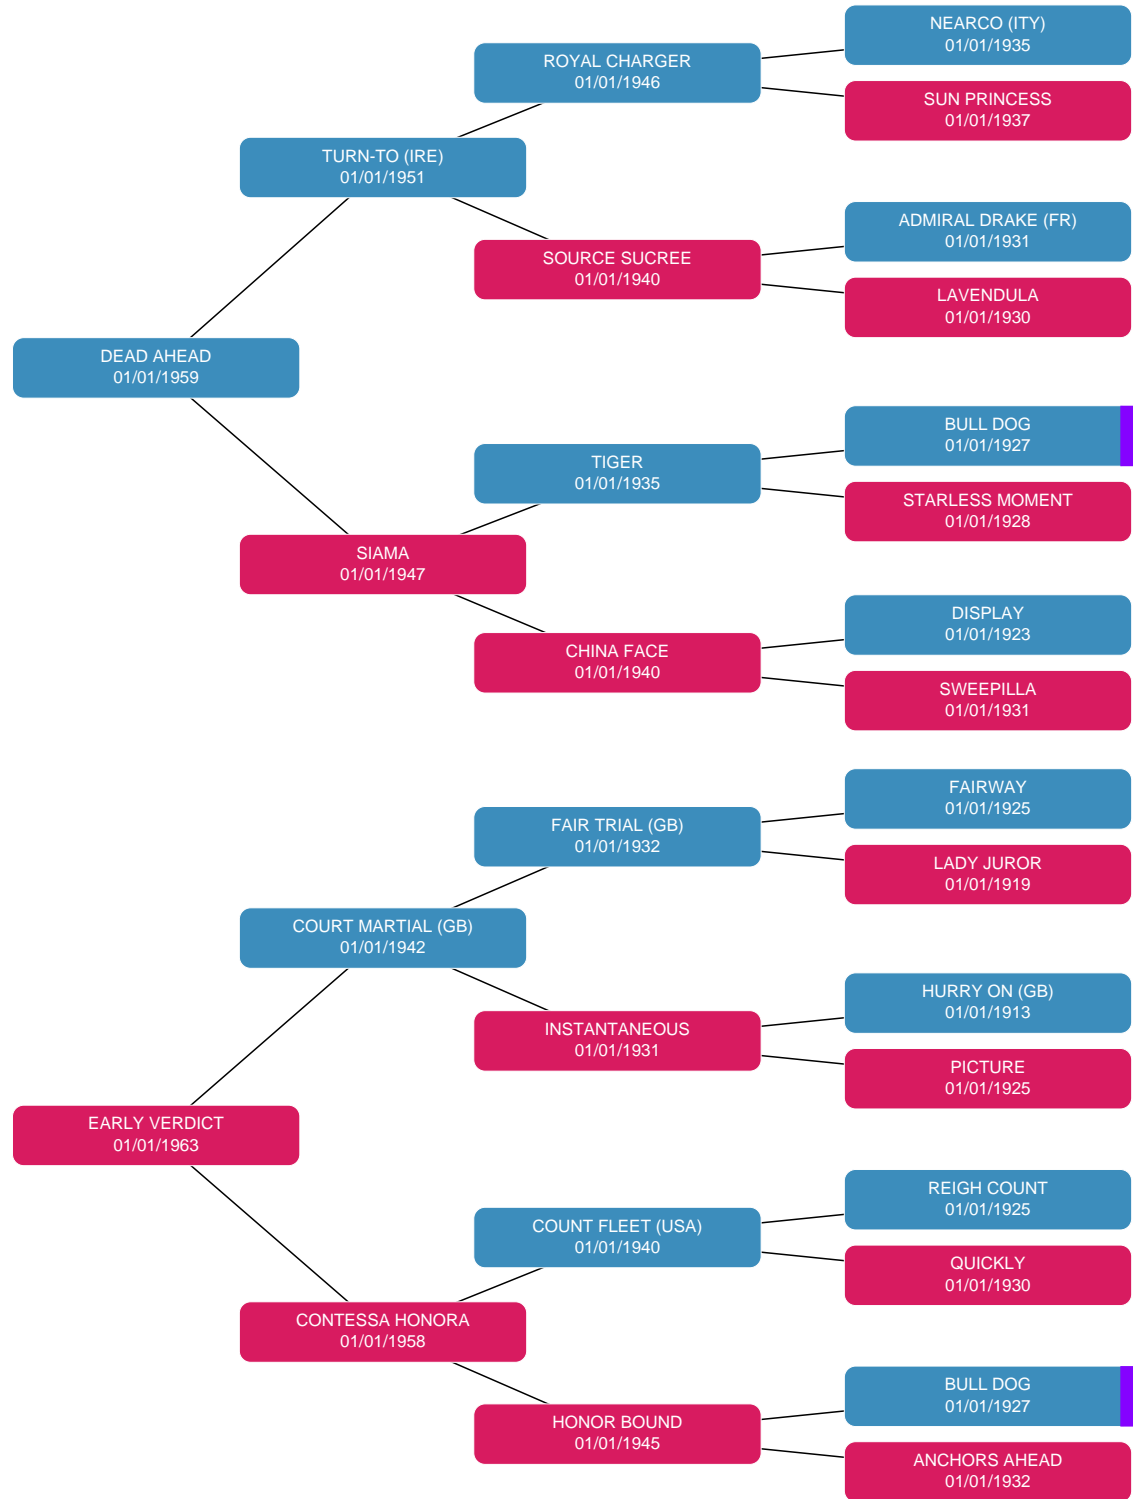 NEARCO (ITY)
01/01/1935
ROYAL CHARGER
01/01/1946
SUN PRINCESS
01/01/1937
TURN-TO (IRE)
01/01/1951
ADMIRAL DRAKE (FR)
01/01/1931
SOURCE SUCREE
01/01/1940
LAVENDULA
01/01/1930
DEAD AHEAD
01/01/1959
BULL DOG
01/01/1927
TIGER
01/01/1935
STARLESS MOMENT
01/01/1928
SIAMA
01/01/1947
DISPLAY
01/01/1923
CHINA FACE
01/01/1940
SWEEPILLA
01/01/1931
FAIRWAY
01/01/1925
FAIR TRIAL (GB)
01/01/1932
LADY JUROR
01/01/1919
COURT MARTIAL (GB)
01/01/1942
HURRY ON (GB)
01/01/1913
INSTANTANEOUS
01/01/1931
PICTURE
01/01/1925
EARLY VERDICT
01/01/1963
REIGH COUNT
01/01/1925
COUNT FLEET (USA)
01/01/1940
QUICKLY
01/01/1930
CONTESSA HONORA
01/01/1958
BULL DOG
01/01/1927
HONOR BOUND
01/01/1945
ANCHORS AHEAD
01/01/1932